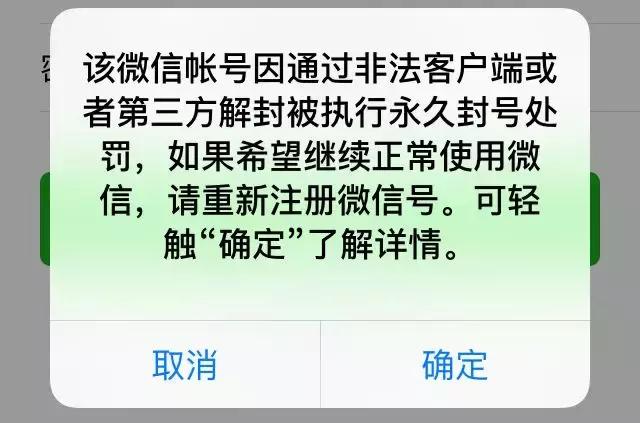 该微信帐号因通过非法客户端或
者第三方解封被执行永久封号处
罚，如果希望继续正常使用微
信，请重新注册微信号。可轻
触“确定”了解详情。
取消
确定